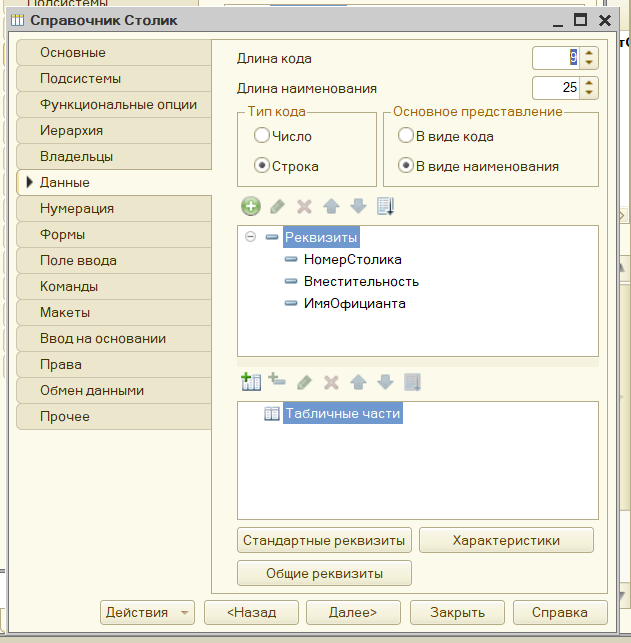 Подсистемы
Справочник Столик
Основные
Подсистемы
Функциональные опции
Иерархия
Владельцы
Данные
Нумерация
Формы
Поле ввода
Команды
Макеты
Ввод на основании
Права
Обмен данными
Прочее
Длина кода
9
Длина наименования
25
Тип кода
Число
Строка
Основное представление
В виде кода
В виде наименования
Реквизиты
НомерСтолика
Вместительность
ИмяОфицианта
Табличные части
Стандартные реквизиты
Характеристики
Общие реквизиты
Действия
<Назад
Далее>
Закрыть
Справка